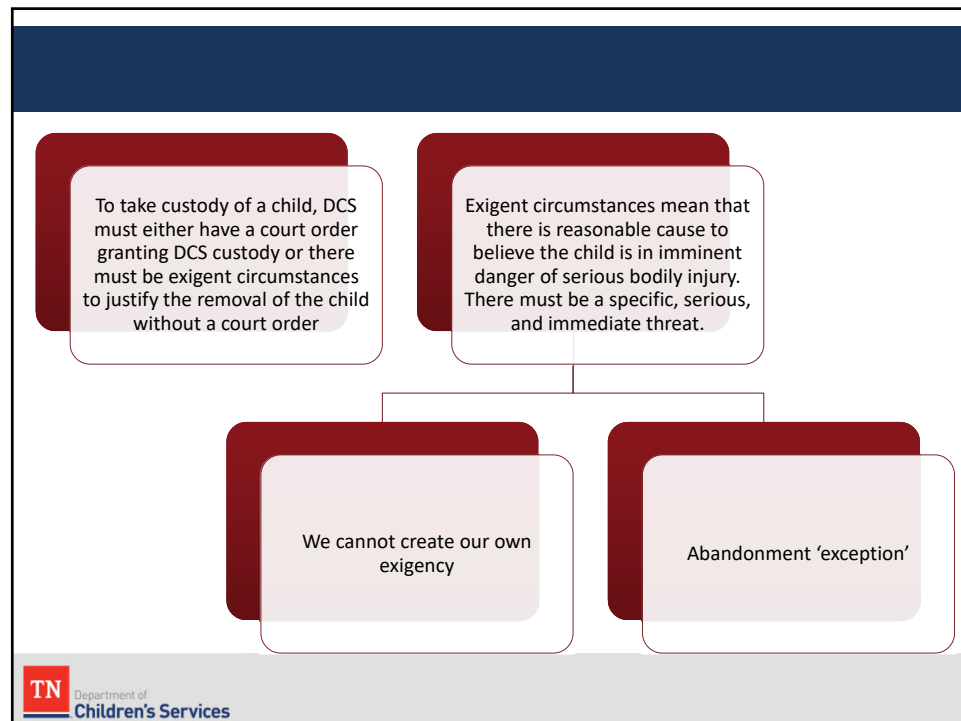 To take custody of a child, DCS
must either have a court order
granting DCS custody or there
must be exigent circumstances
to justify the removal of the child
without a court order
Exigent circumstances mean that
there is reasonable cause to
believe the child is in imminent
danger of serious bodily injury.
There must be a specific, serious,
and immediate threat.
We cannot create our own
exigency
Abandonment ‘exception’
TN
Department of
Children's Services